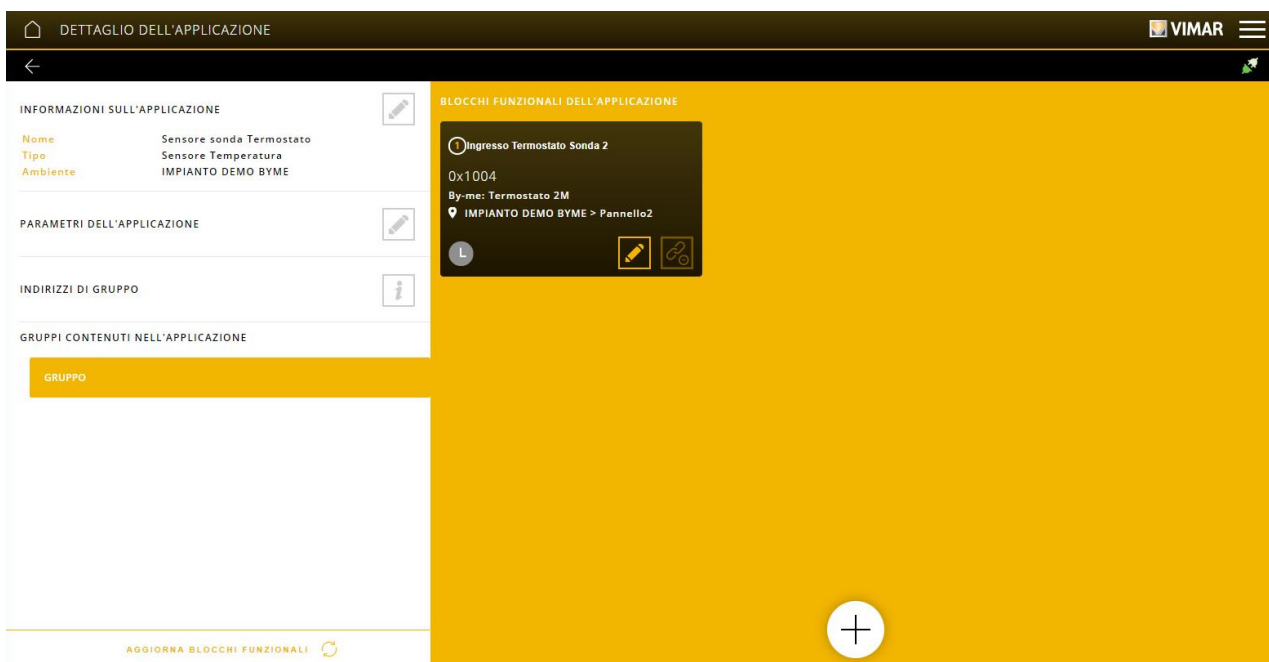 DETTAGLIO DELL'APPLICAZIONE
VIMAR
INFORMAZIONI SULL'APPLICAZIONE
Nome Sensore sonda Termostato
Tipo Sensore Temperatura
Ambiente IMPIANTO DEMO BYME
PARAMETRI DELL'APPLICAZIONE
INDIRIZZI DI GRUPPO
i
GRUPPI CONTENUTI NELL'APPLICAZIONE
GRUPPO
AGGIORNA BLOCCHI FUNZIONALI
BLOCCHI FUNZIONALI DELL'APPLICAZIONE
1 Ingresso Termostato Sonda 2
0x1004
By-me: Termostato 2M
IMPIANTO DEMO BYME > Pannello2
L